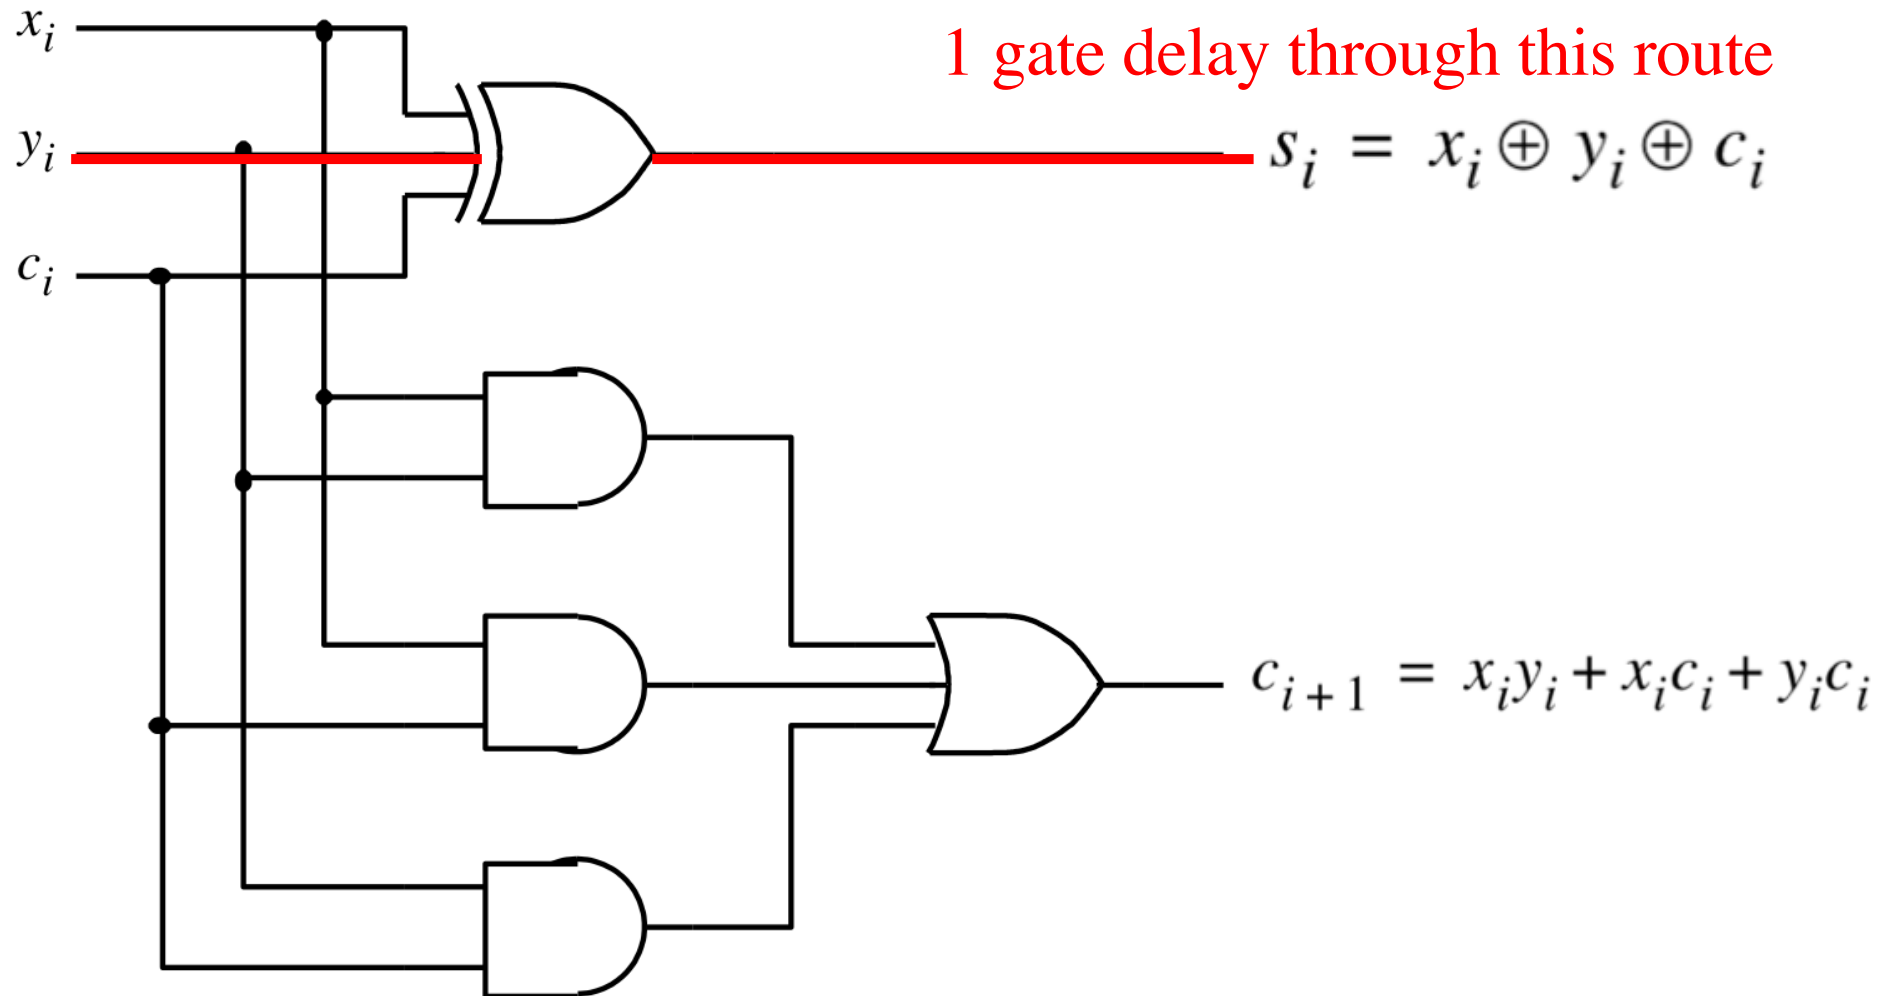 xᵢ
1 gate delay through this route
yᵢ
sᵢ = xᵢ ⊕ yᵢ ⊕ cᵢ
cᵢ
cᵢ₊₁ = xᵢyᵢ + xᵢcᵢ + yᵢcᵢ